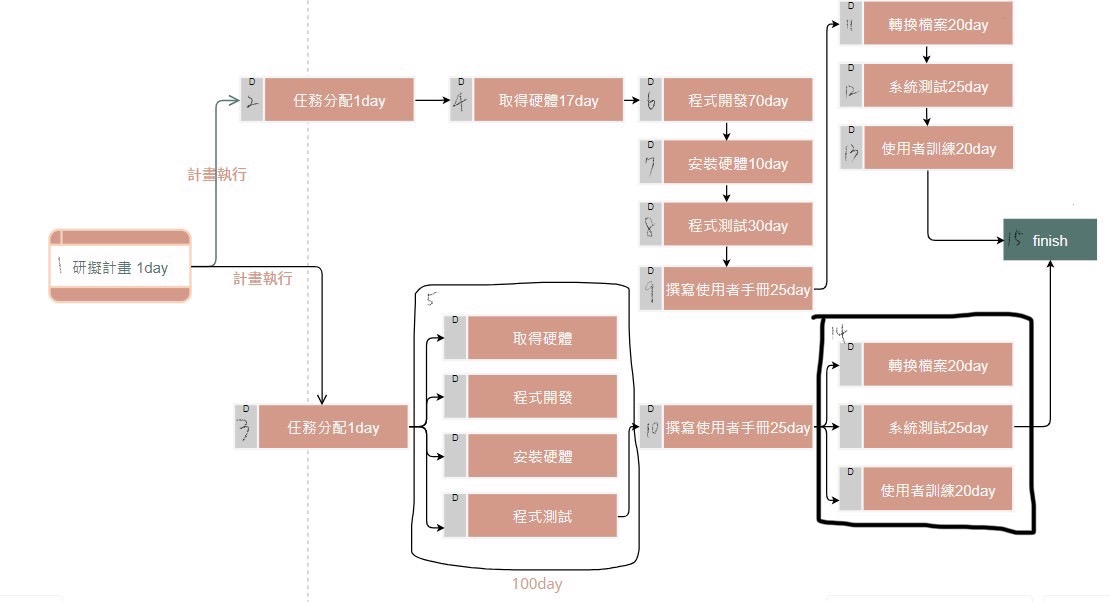 D
2 任務分配1day
D
4 取得硬體17day
D
6 程式開發70day
D
7 安裝硬體10day
D
8 程式測試30day
D
9 撰寫使用者手冊25day
D
11 轉換檔案20day
D
12 系統測試25day
D
13 使用者訓練20day
計畫執行
1 研擬計畫 1day
計畫執行
15 finish
D
3 任務分配1day
5
D
取得硬體
D
程式開發
D
安裝硬體
D
程式測試
100day
D
10 撰寫使用者手冊25day
14
D
轉換檔案20day
D
系統測試25day
D
使用者訓練20day